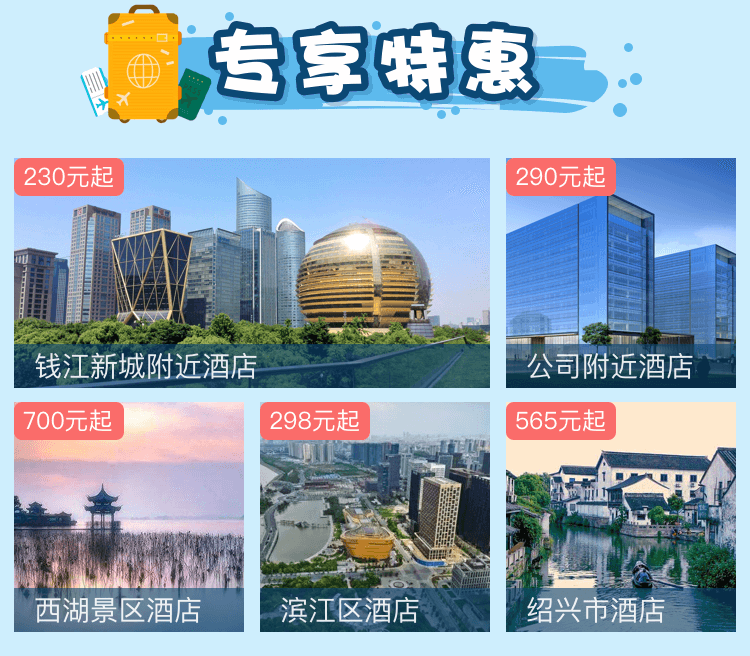 专享特惠
230元起
钱江新城附近酒店
290元起
公司附近酒店
700元起
西湖景区酒店
298元起
滨江区酒店
565元起
绍兴市酒店